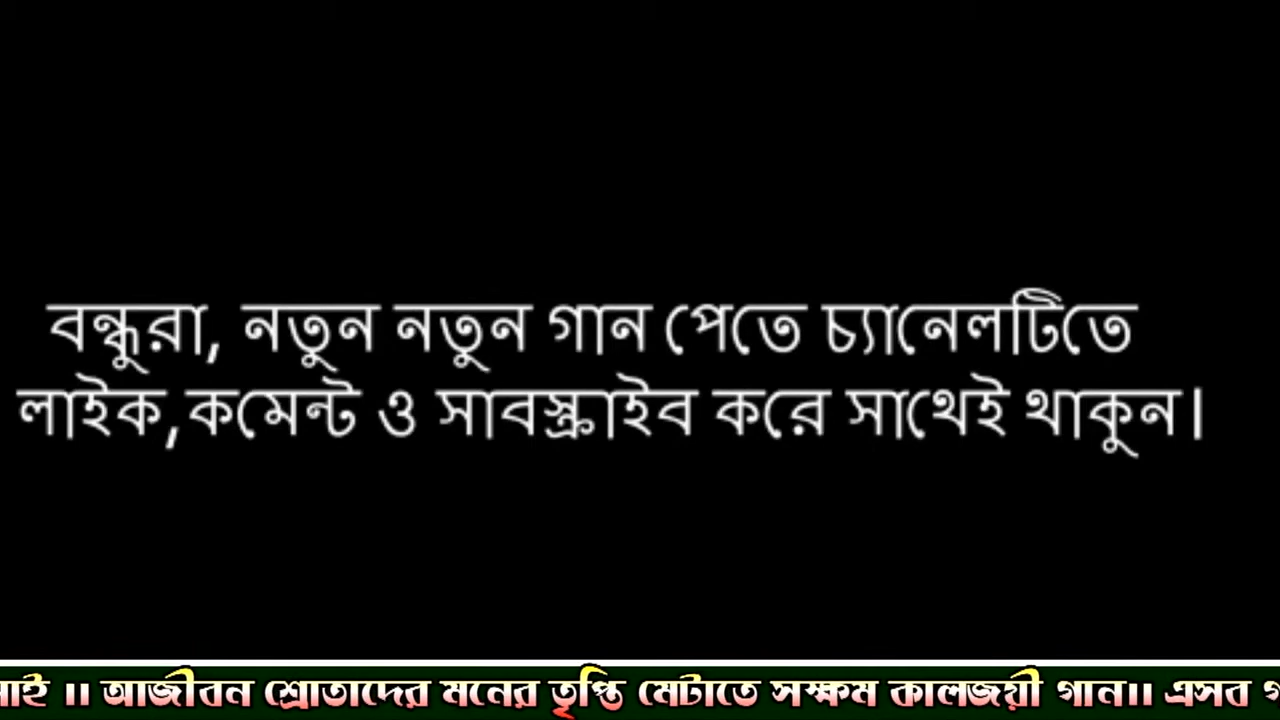 বন্ধুরা, নতুন নতুন গান পেতে চ্যানেলটিতে
লাইক,কমেন্ট ও সাবস্ক্রাইব করে সাথেই থাকুন।
।। আজীবন শ্রোতাদের মনের তৃপ্তি মেটাতে সক্ষম কালজয়ী গান।। এসব